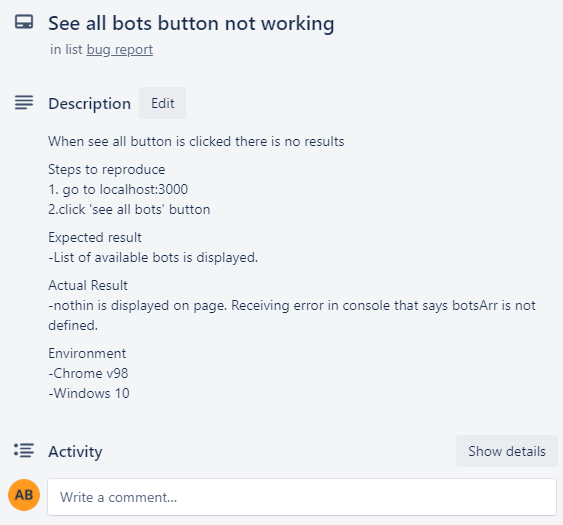 See all bots button not working
in list bug report
Description Edit
When see all button is clicked there is no results
Steps to reproduce
1. go to localhost:3000
2.click 'see all bots' button
Expected result
-List of available bots is displayed.
Actual Result
-nothin is displayed on page. Receiving error in console that says botsArr is not
defined.
Environment
-Chrome v98
-Windows 10
Activity Show details
AB Write a comment...